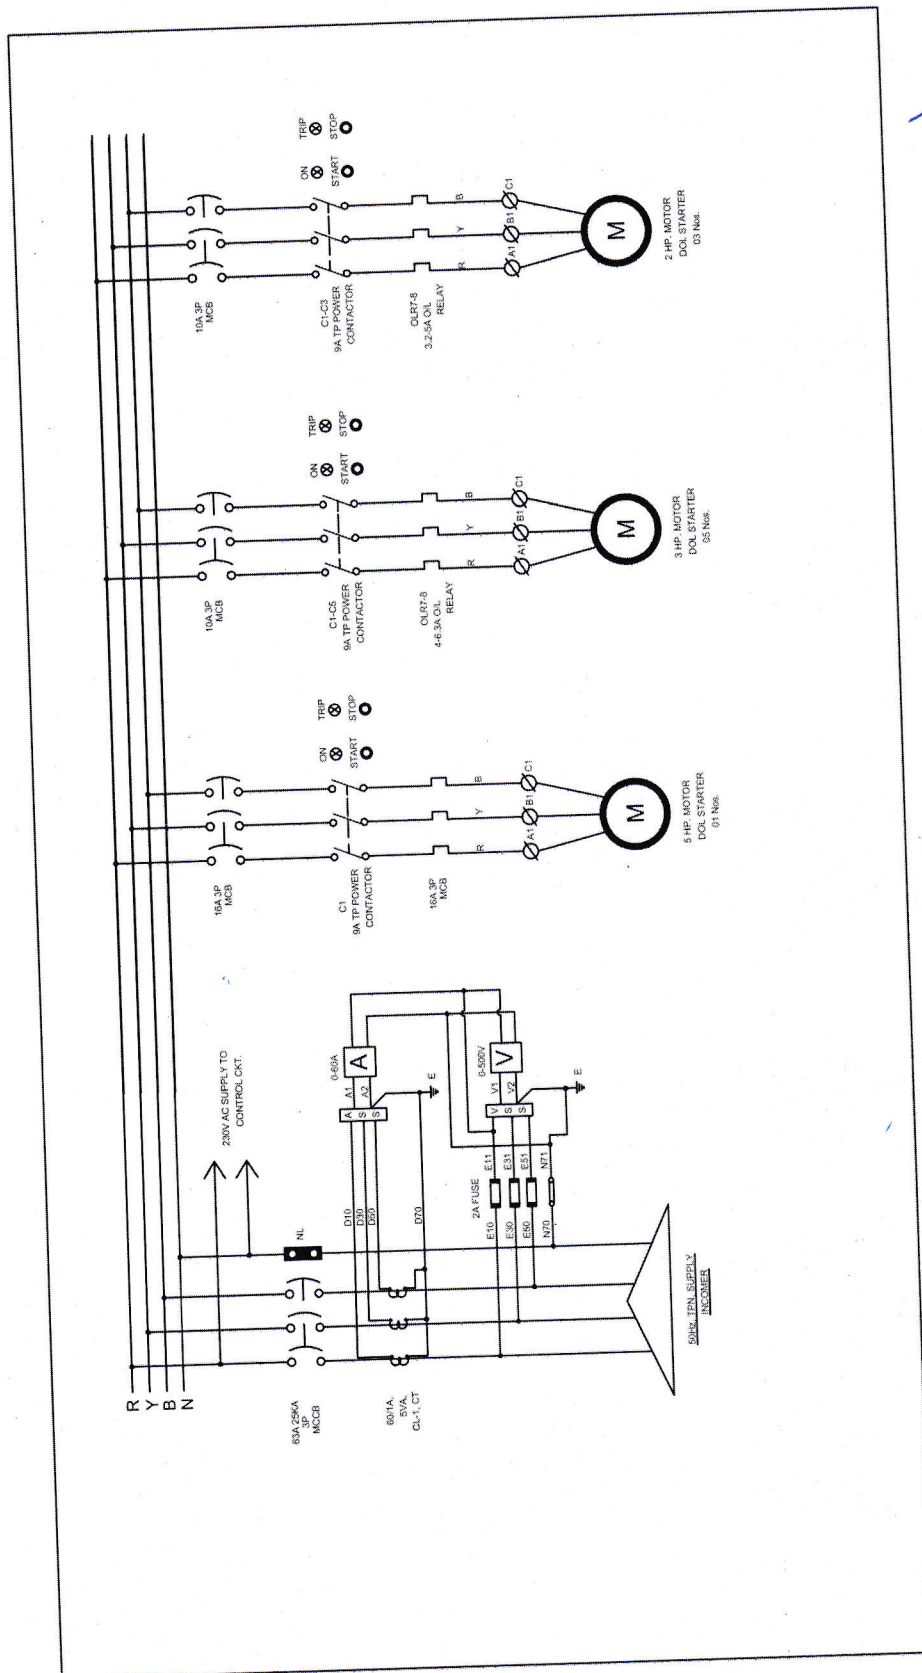 R
Y
B
N
63A 25KA
3P
MCCB
NL
230V AC SUPPLY TO
CONTROL CKT.
60/1A,
5VA,
CL-1, CT
D10
D30
D50
D70
A
S
S
A1
A2
0-60A
A
E
2A FUSE
E10
E30
E50
N70
E11
E31
E51
N71
V
S
S
V1
V2
0-500V
V
E
50Hz, TPN, SUPPLY
INCOMER
16A 3P
MCB
C1
9A TP POWER
CONTACTOR
ON
TRIP
START
STOP
16A 3P
MCB
R
Y
B
A1
B1
C1
M
5 HP. MOTOR
DOL STARTER
01 Nos.
10A 3P
MCB
C1-C5
9A TP POWER
CONTACTOR
ON
TRIP
START
STOP
OLR7-8
4-6.3A O/L
RELAY
R
Y
B
A1
B1
C1
M
3 HP. MOTOR
DOL STARTER
05 Nos.
10A 3P
MCB
C1-C3
9A TP POWER
CONTACTOR
ON
TRIP
START
STOP
OLR7-8
3.2-5A O/L
RELAY
R
Y
B
A1
B1
C1
M
2 HP. MOTOR
DOL STARTER
03 Nos.